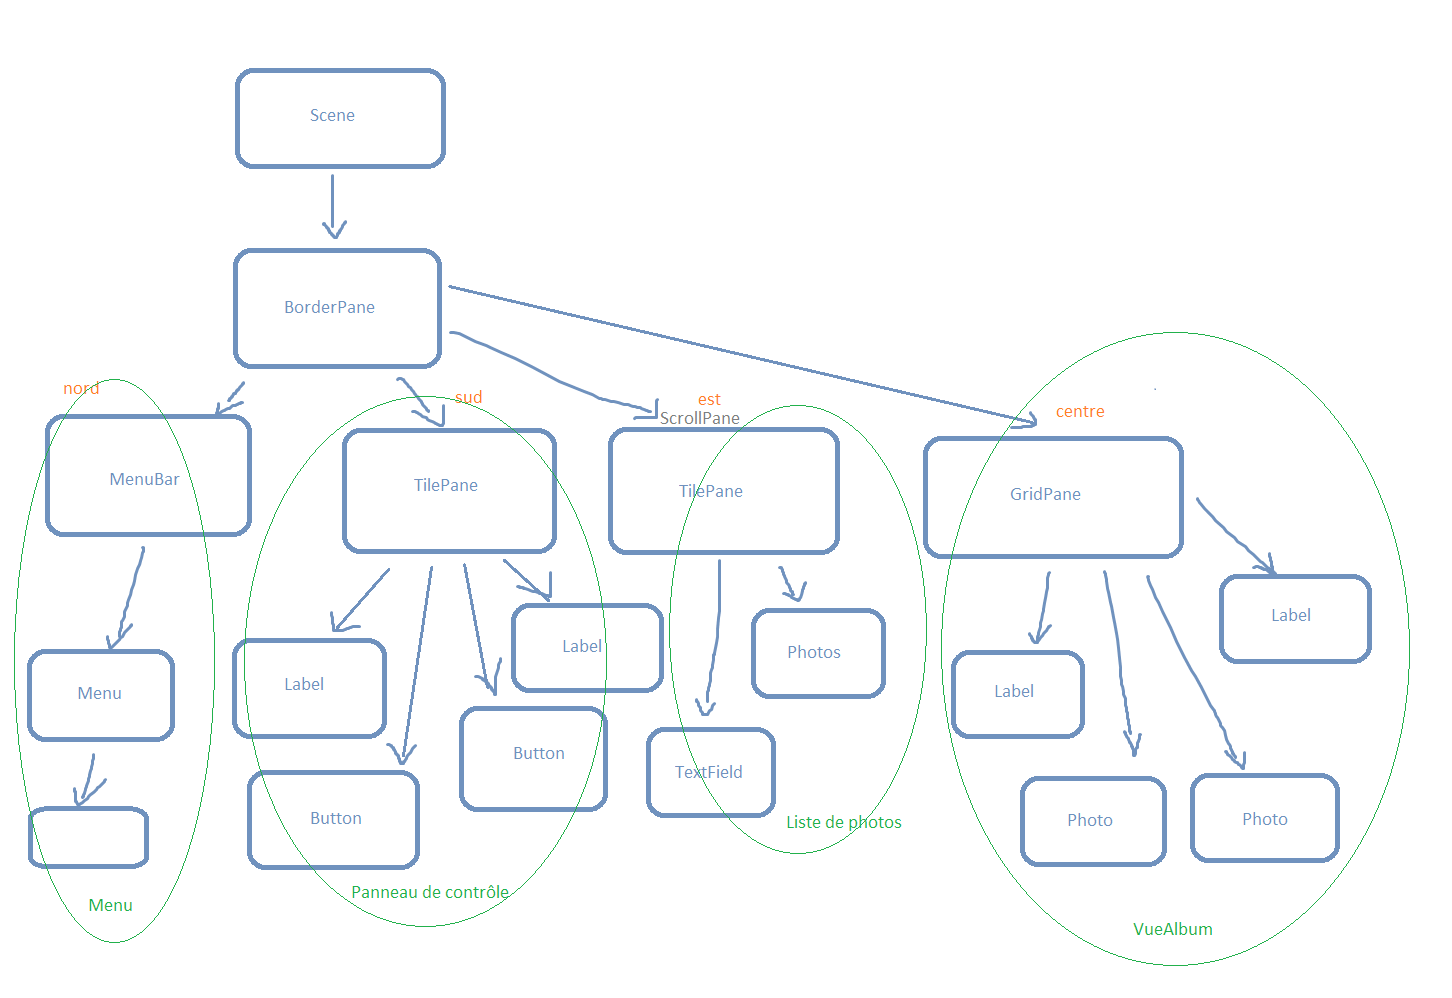 Scene
BorderPane
nord
sud
est
ScrollPane
centre
MenuBar
TilePane
TilePane
GridPane
Label
Label
Photos
Label
Label
Menu
Button
TextField
Button
Photo
Photo
Liste de photos
Panneau de contrôle
Menu
VueAlbum